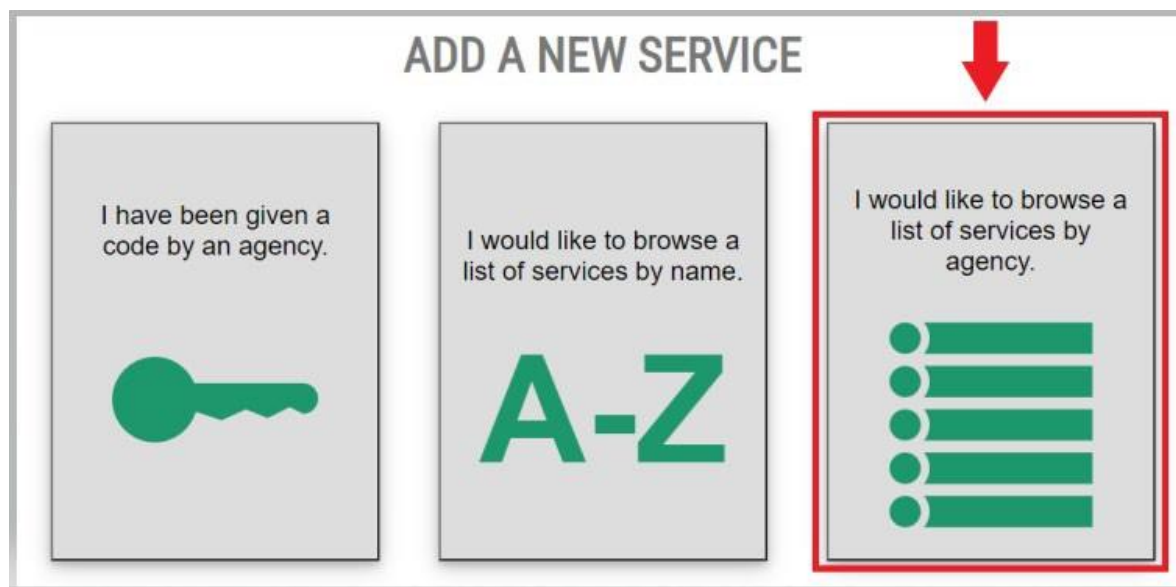 ADD A NEW SERVICE
I have been given a
code by an agency.
I would like to browse a
list of services by name.
A-Z
I would like to browse a
list of services by
agency.